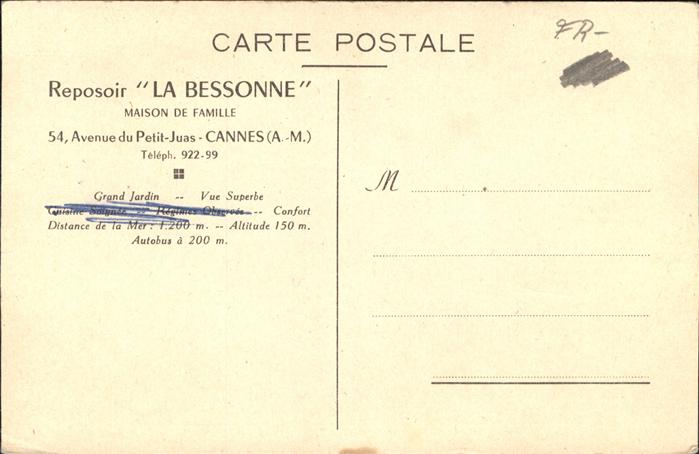 CARTE POSTALE
FR-
Reposoir "LA BESSONNE"
MAISON DE FAMILLE
54, Avenue du Petit-Juas - CANNES (A.-M.)
Téléph. 922-99
Grand Jardin -- Vue Superbe
Cuisine Soignée -- Régimes Observés -- Confort
Distance de la Mer : 1.200 m. -- Altitude 150 m.
Autobus à 200 m.
M